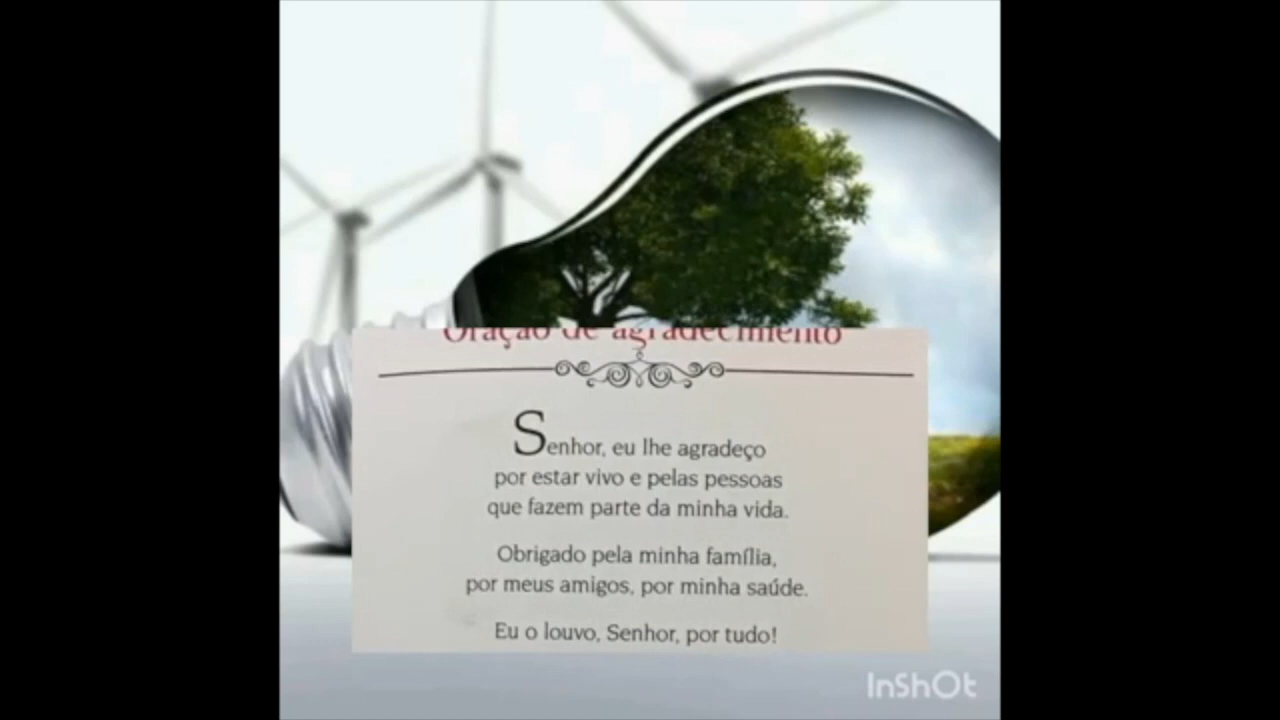 Oração de agradecimento
Senhor, eu lhe agradeço
por estar vivo e pelas pessoas
que fazem parte da minha vida.
Obrigado pela minha família,
por meus amigos, por minha saúde.
Eu o louvo, Senhor, por tudo!
InShOt